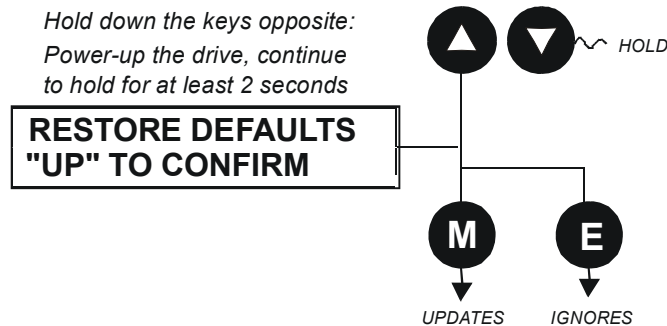 Hold down the keys opposite:
Power-up the drive, continue
to hold for at least 2 seconds
HOLD
RESTORE DEFAULTS
"UP" TO CONFIRM
M
E
UPDATES
IGNORES